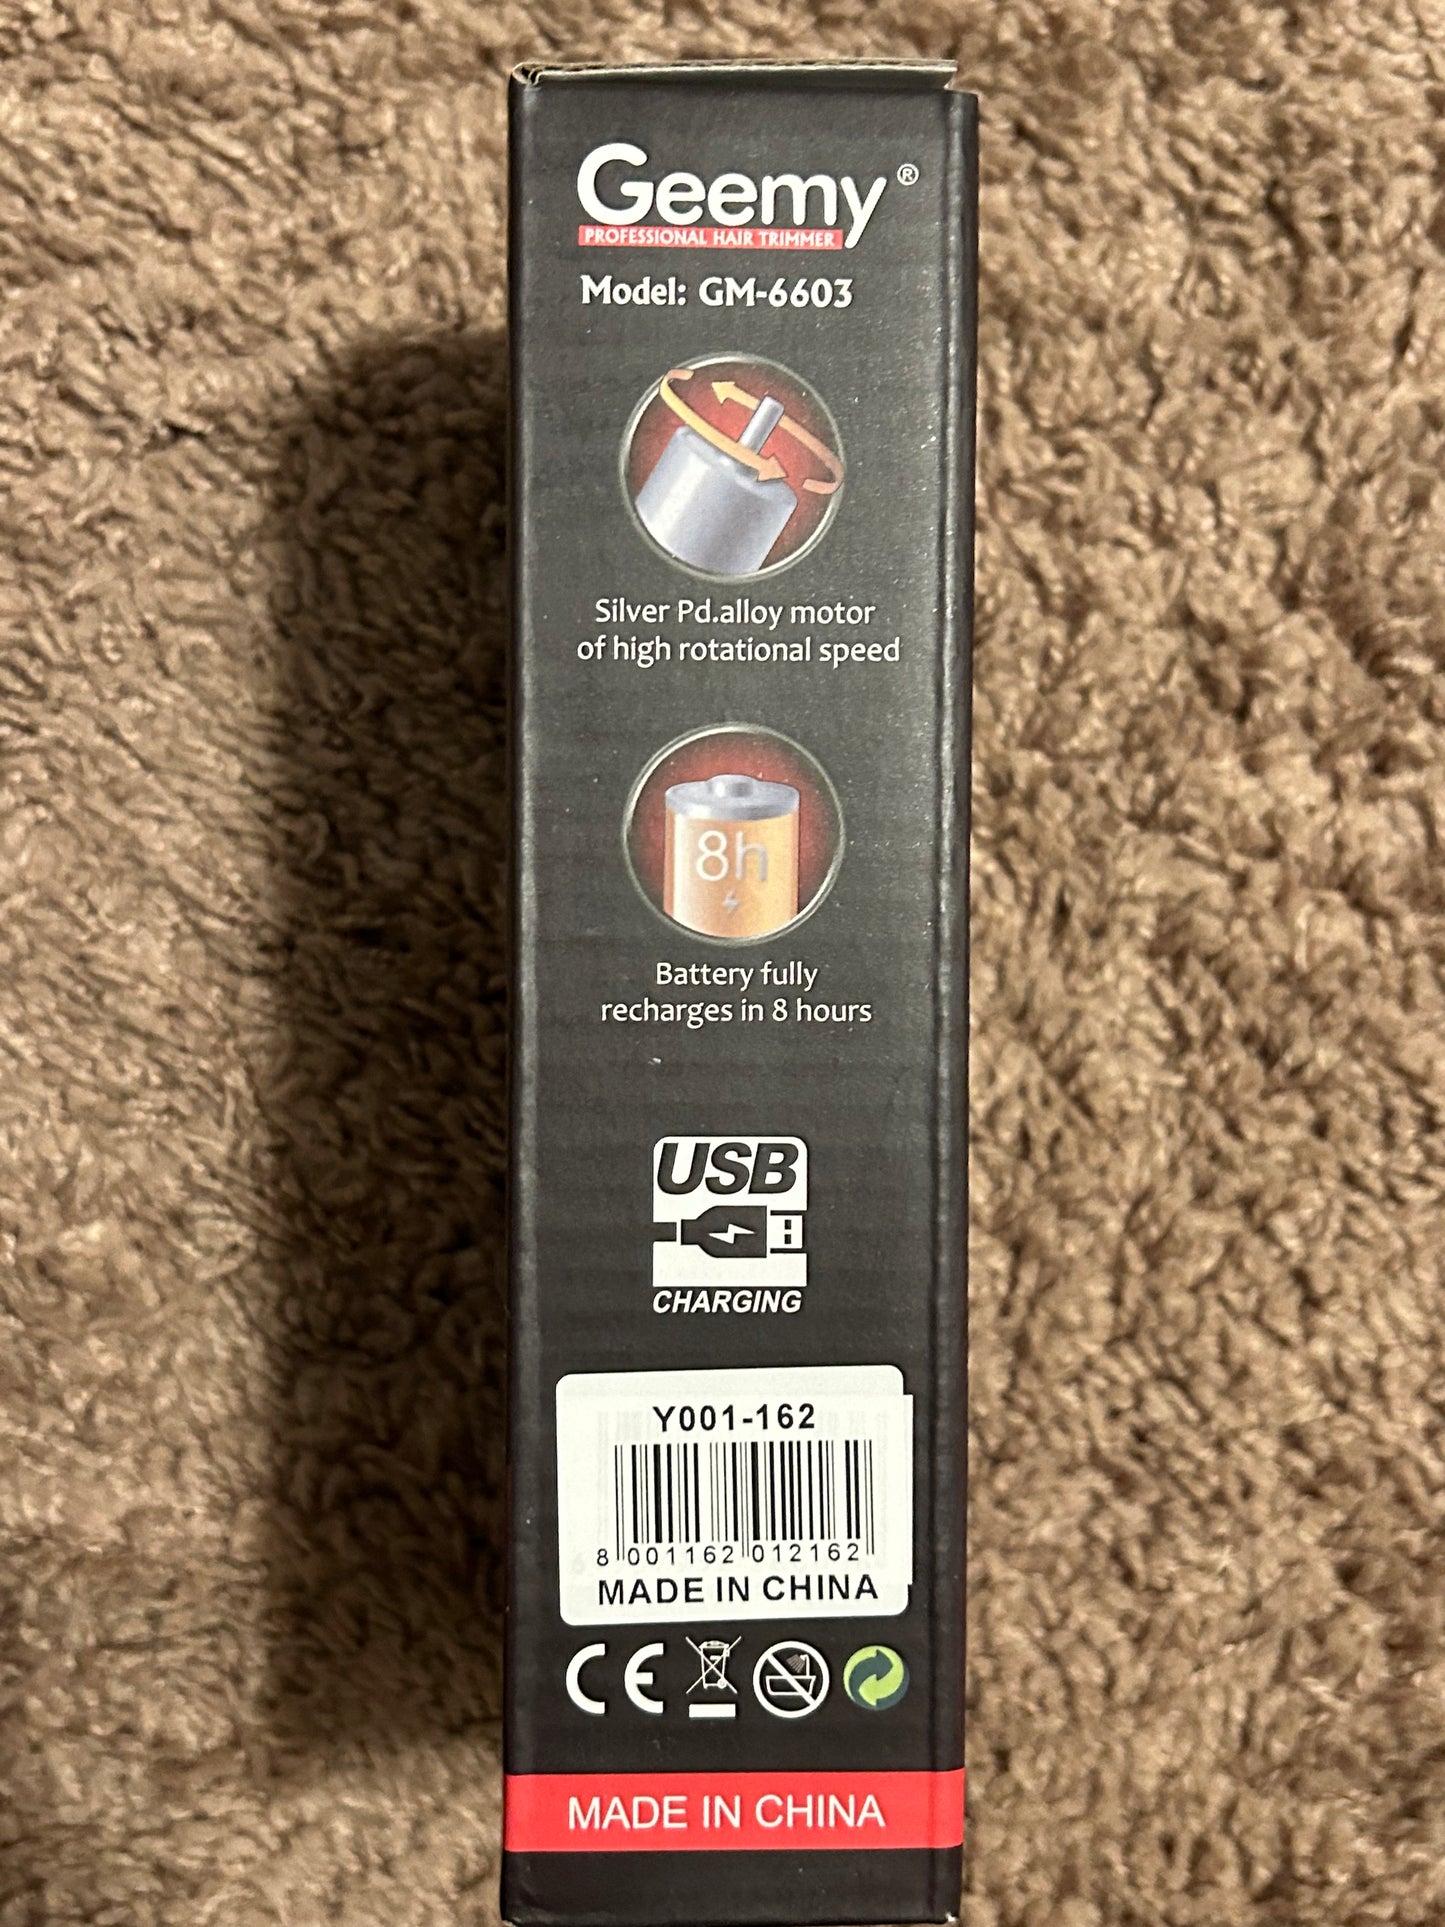 Geemy®
PROFESSIONAL HAIR TRIMMER
Model: GM-6603
Silver Pd.alloy motor
of high rotational speed
8h
Battery fully
recharges in 8 hours
USB
CHARGING
Y001-162
8 001162 012162
MADE IN CHINA
CE
MADE IN CHINA